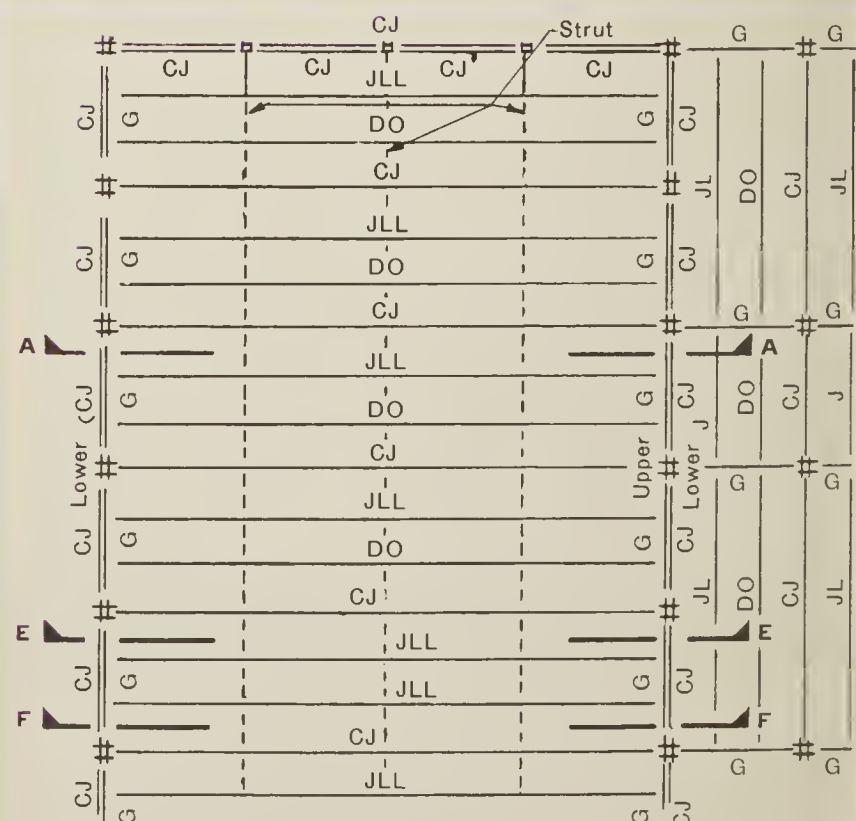 CJ
Strut
G G
CJ CJ CJ CJ
JLL
CJ G DO G CJ
CJ
JL DO CJ JL
JLL
CJ G DO G CJ
CJ
G G
A A
JLL
Lower CJ G DO G CJ Lower J DO CJ J
CJ
Upper
G G
JLL
CJ G DO G CJ
JL DO CJ JL
CJ
E E
JLL
CJ G JLL G CJ
F F
CJ
G G
JLL
CJ G G CJ